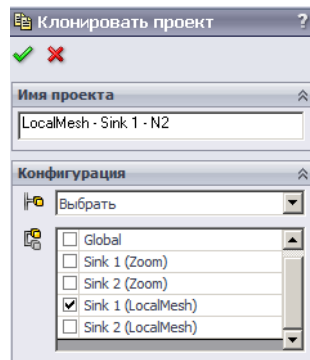 Клонировать проект ?
Имя проекта
LocalMesh - Sink 1 - N2
Конфигурация
Выбрать
Global
Sink 1 (Zoom)
Sink 2 (Zoom)
Sink 1 (LocalMesh)
Sink 2 (LocalMesh)